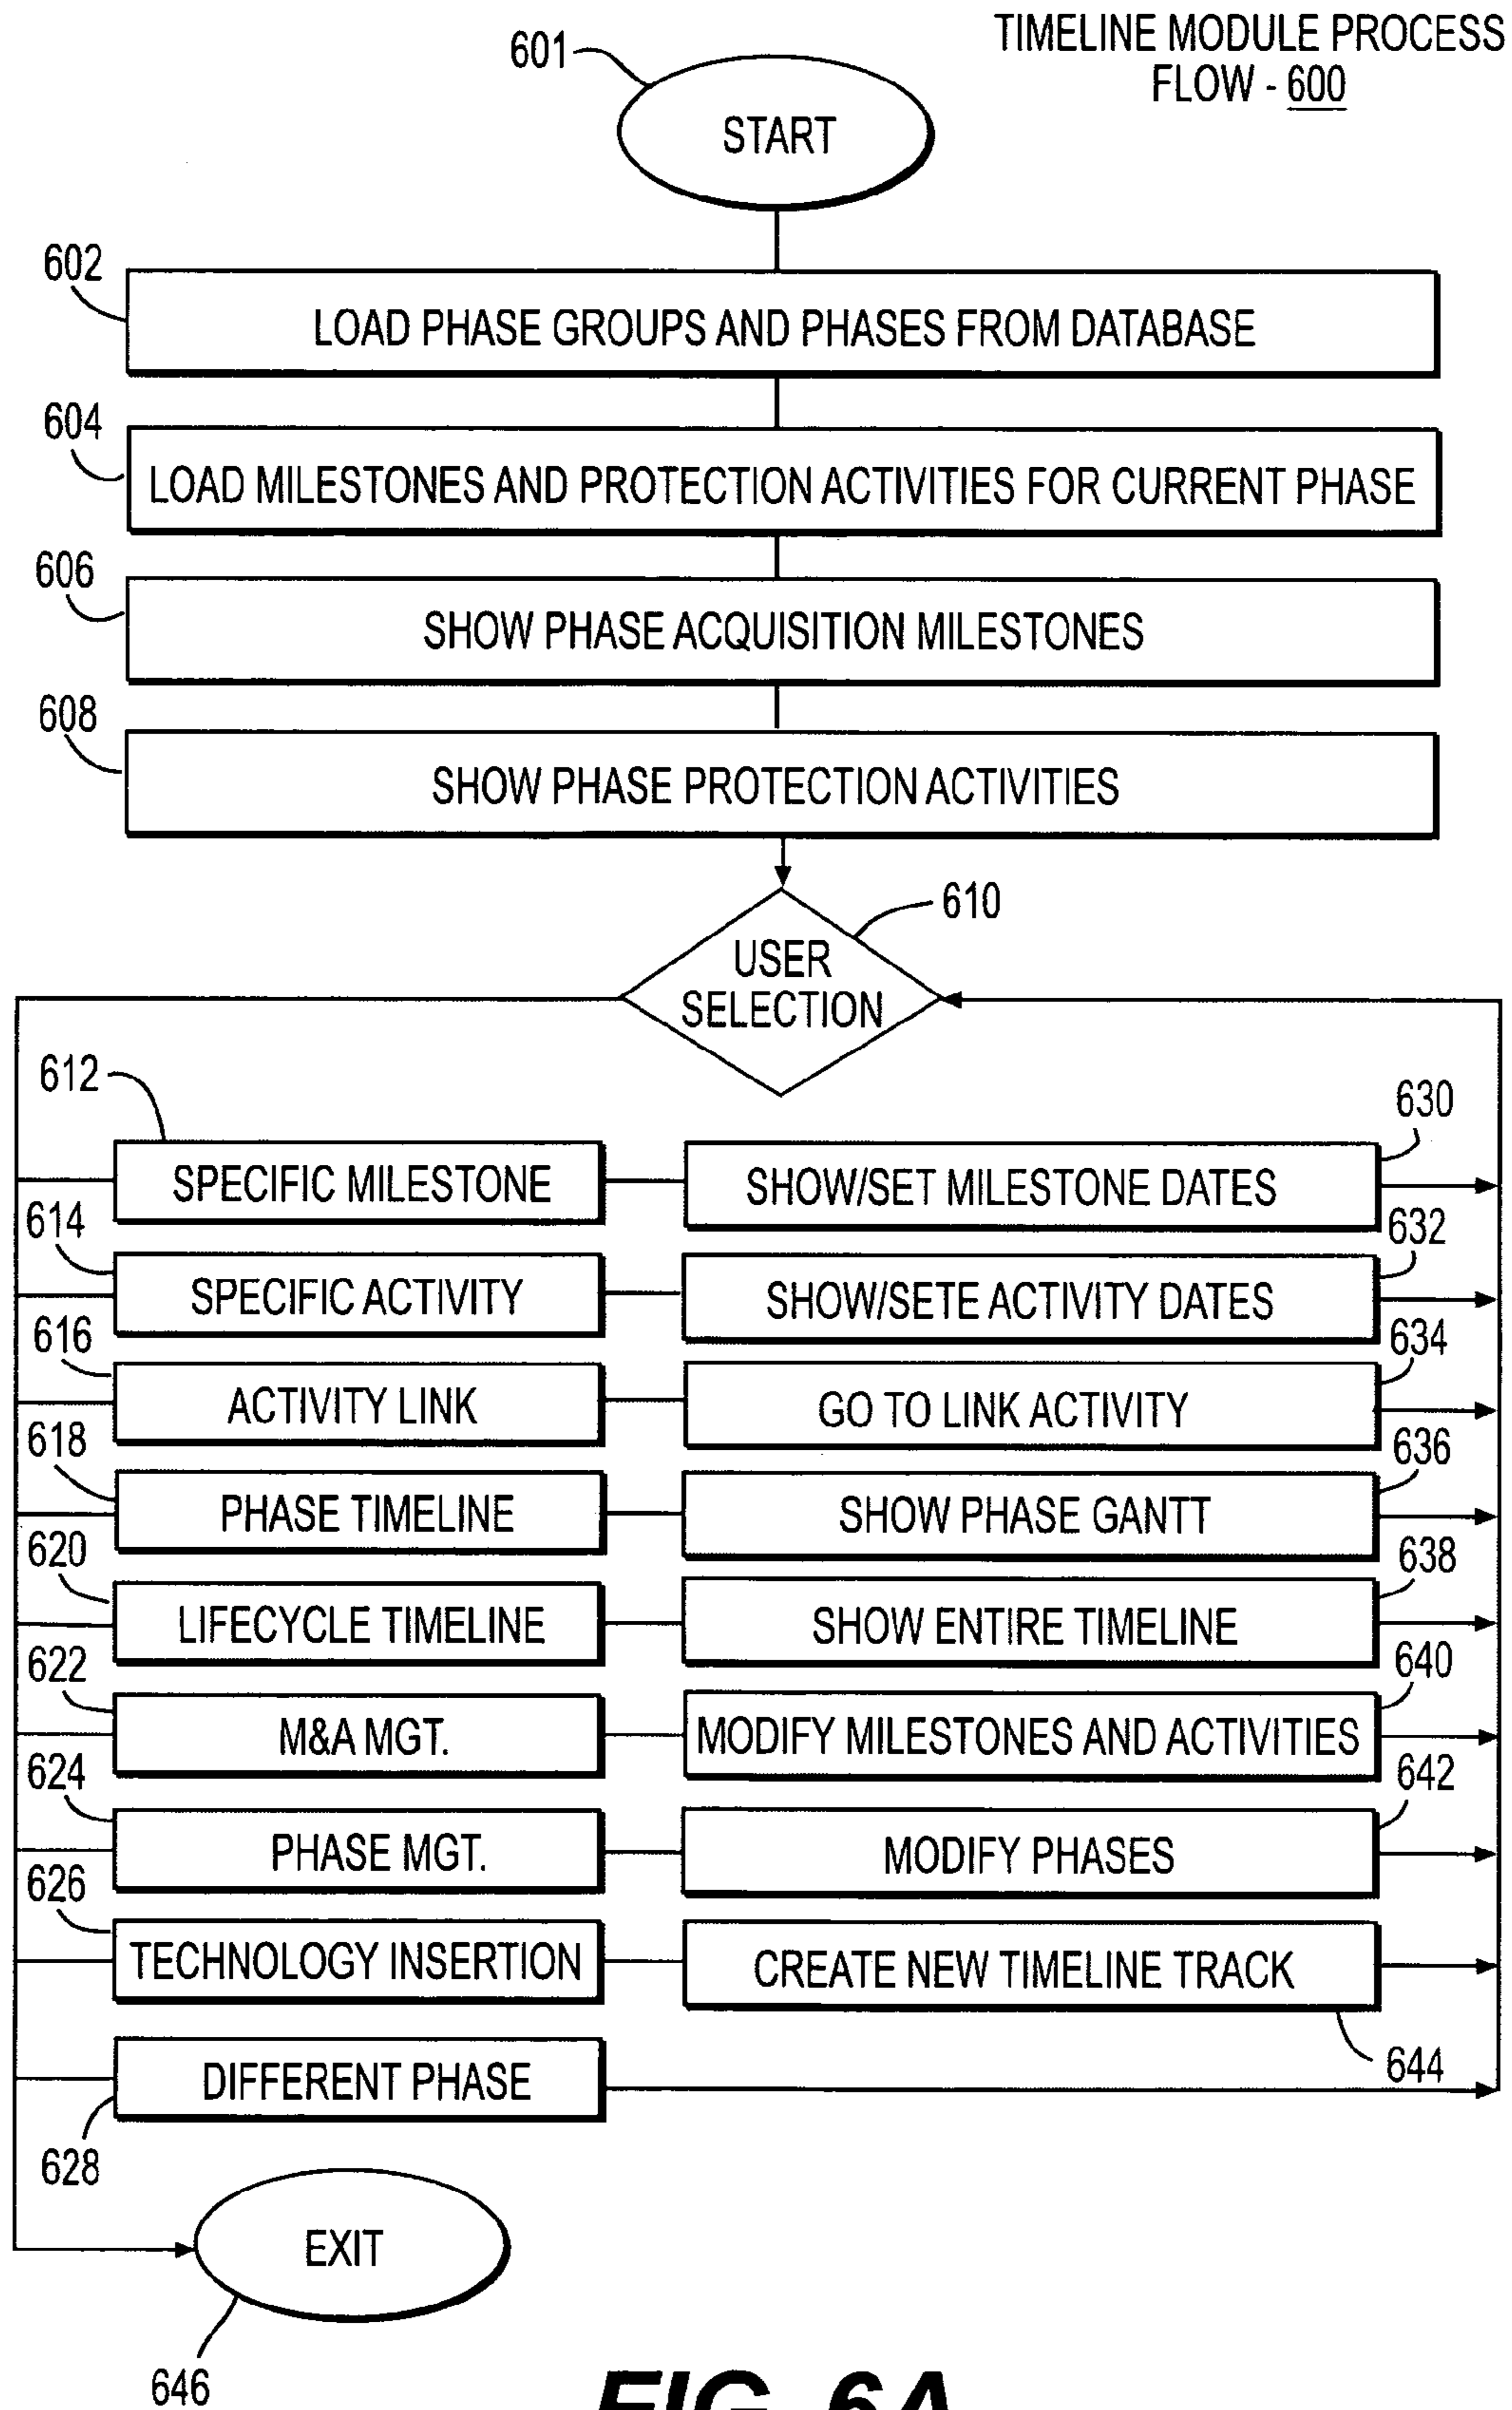 TIMELINE MODULE PROCESS
FLOW - 600
601
START
602
LOAD PHASE GROUPS AND PHASES FROM DATABASE
604
LOAD MILESTONES AND PROTECTION ACTIVITIES FOR CURRENT PHASE
606
SHOW PHASE ACQUISITION MILESTONES
608
SHOW PHASE PROTECTION ACTIVITIES
610
USER
SELECTION
612
SPECIFIC MILESTONE
630
SHOW/SET MILESTONE DATES
614
SPECIFIC ACTIVITY
632
SHOW/SETE ACTIVITY DATES
616
ACTIVITY LINK
634
GO TO LINK ACTIVITY
618
PHASE TIMELINE
636
SHOW PHASE GANTT
620
LIFECYCLE TIMELINE
638
SHOW ENTIRE TIMELINE
622
M&A MGT.
640
MODIFY MILESTONES AND ACTIVITIES
624
PHASE MGT.
642
MODIFY PHASES
626
TECHNOLOGY INSERTION
CREATE NEW TIMELINE TRACK
644
DIFFERENT PHASE
628
EXIT
646
FIG. 6A